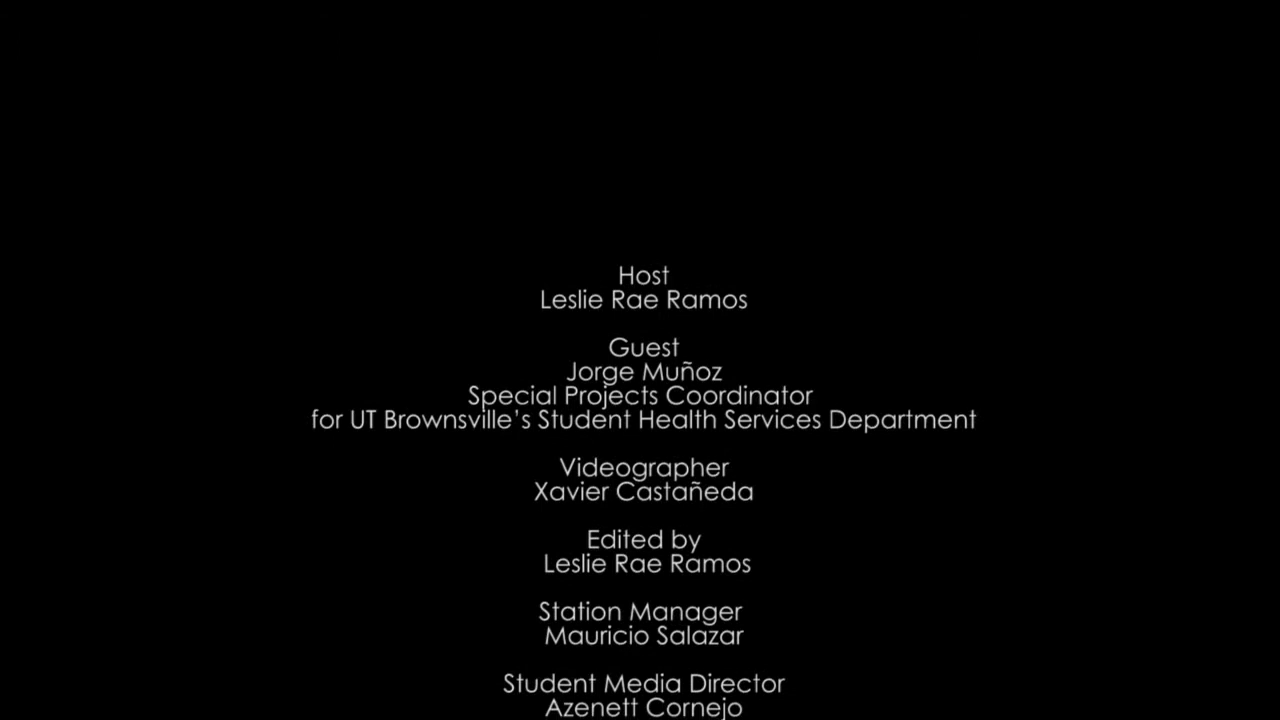 Host
Leslie Rae Ramos
Guest
Jorge Muñoz
Special Projects Coordinator
for UT Brownsville’s Student Health Services Department
Videographer
Xavier Castañeda
Edited by
Leslie Rae Ramos
Station Manager
Mauricio Salazar
Student Media Director
Azenett Cornejo